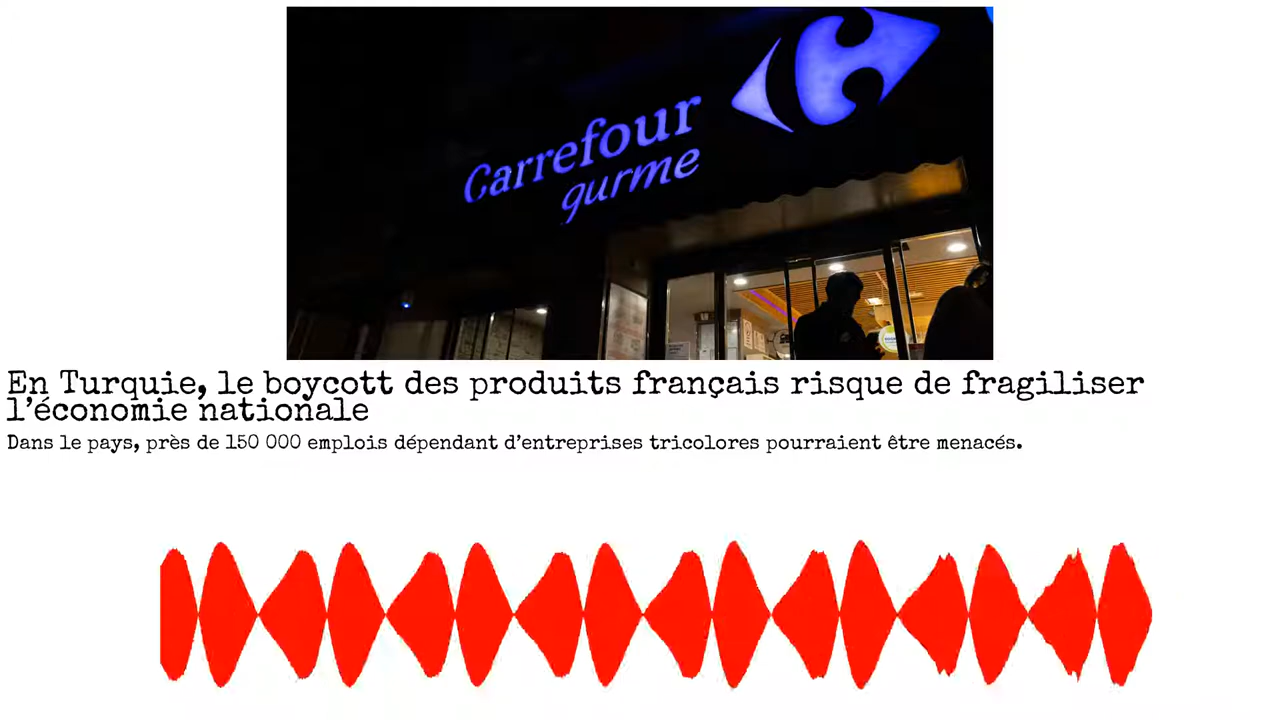 Carrefour
gurme
En Turquie, le boycott des produits français risque de fragiliser
l'économie nationale
Dans le pays, près de 150 000 emplois dépendant d'entreprises tricolores pourraient être menacés.